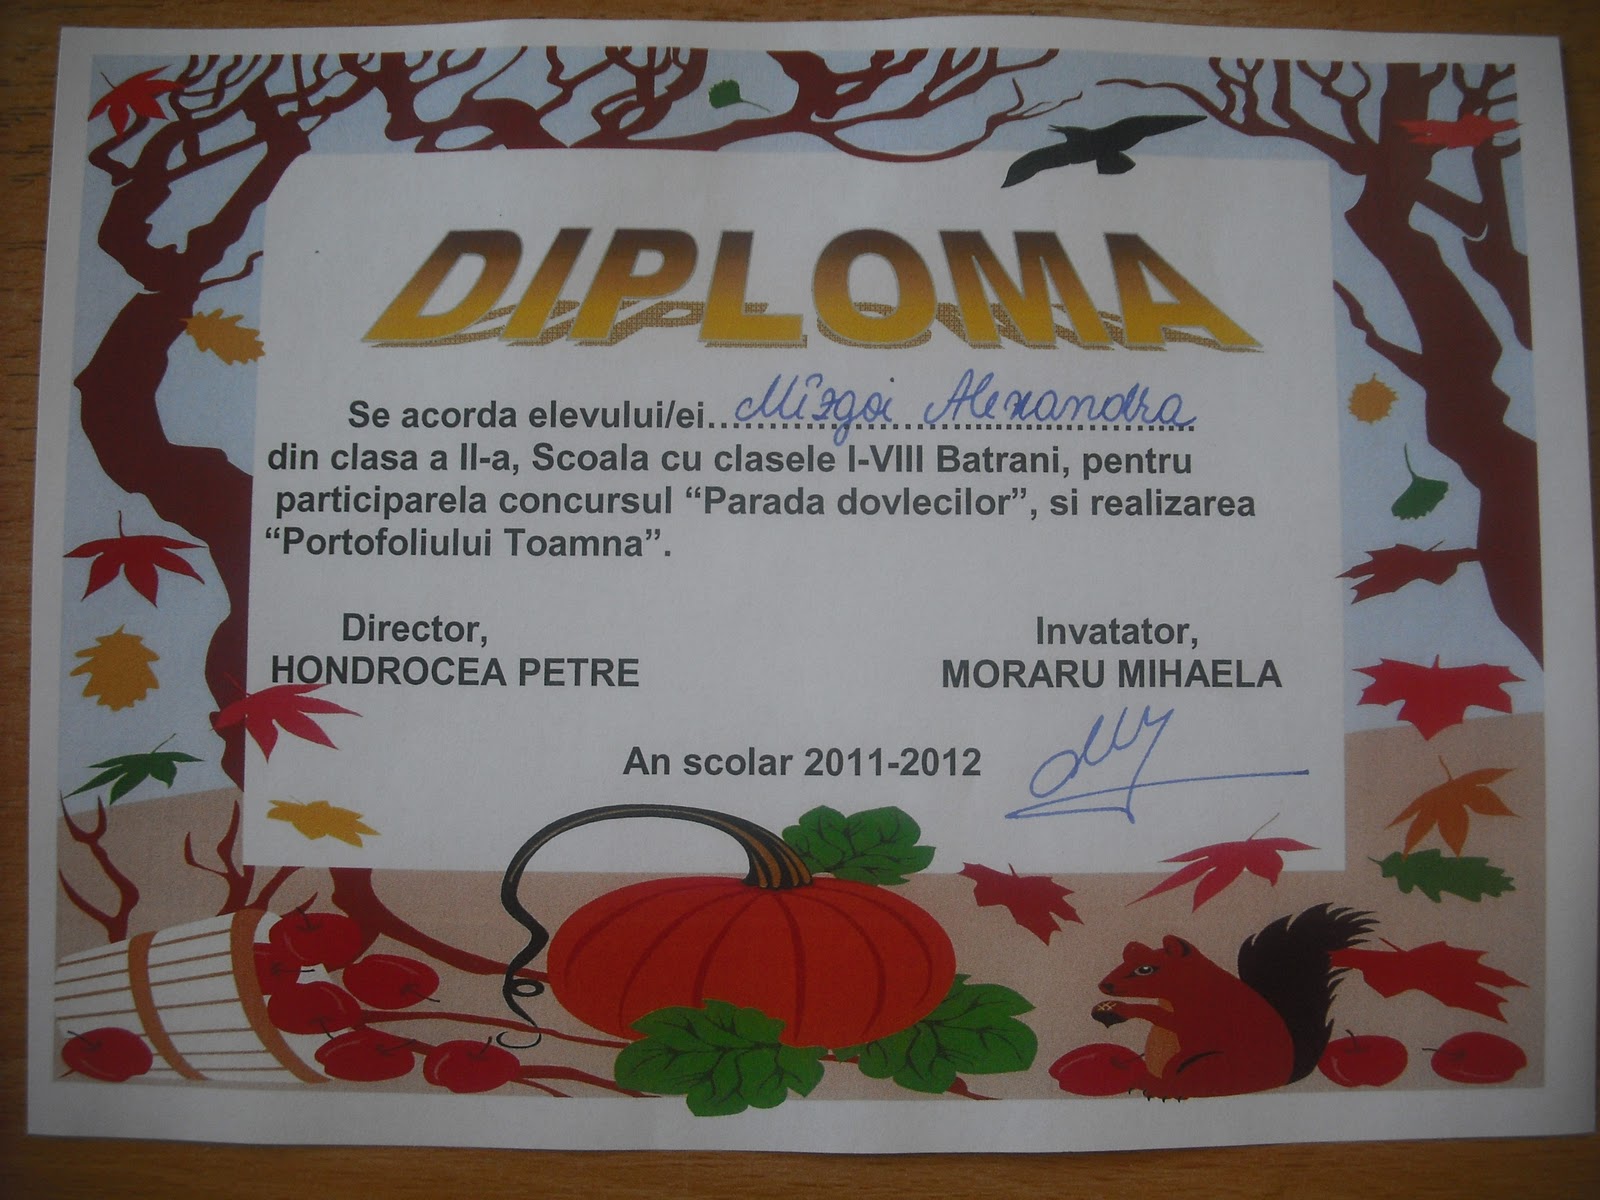 DIPLOMA
Se acorda elevului/ei...Mîzgoi Alexandra
din clasa a II-a, Scoala cu clasele I-VIII Batrani, pentru
participarela concursul “Parada dovlecilor”, si realizarea
“Portofoliului Toamna”.
Director,
HONDROCEA PETRE
Invatator,
MORARU MIHAELA
An scolar 2011-2012